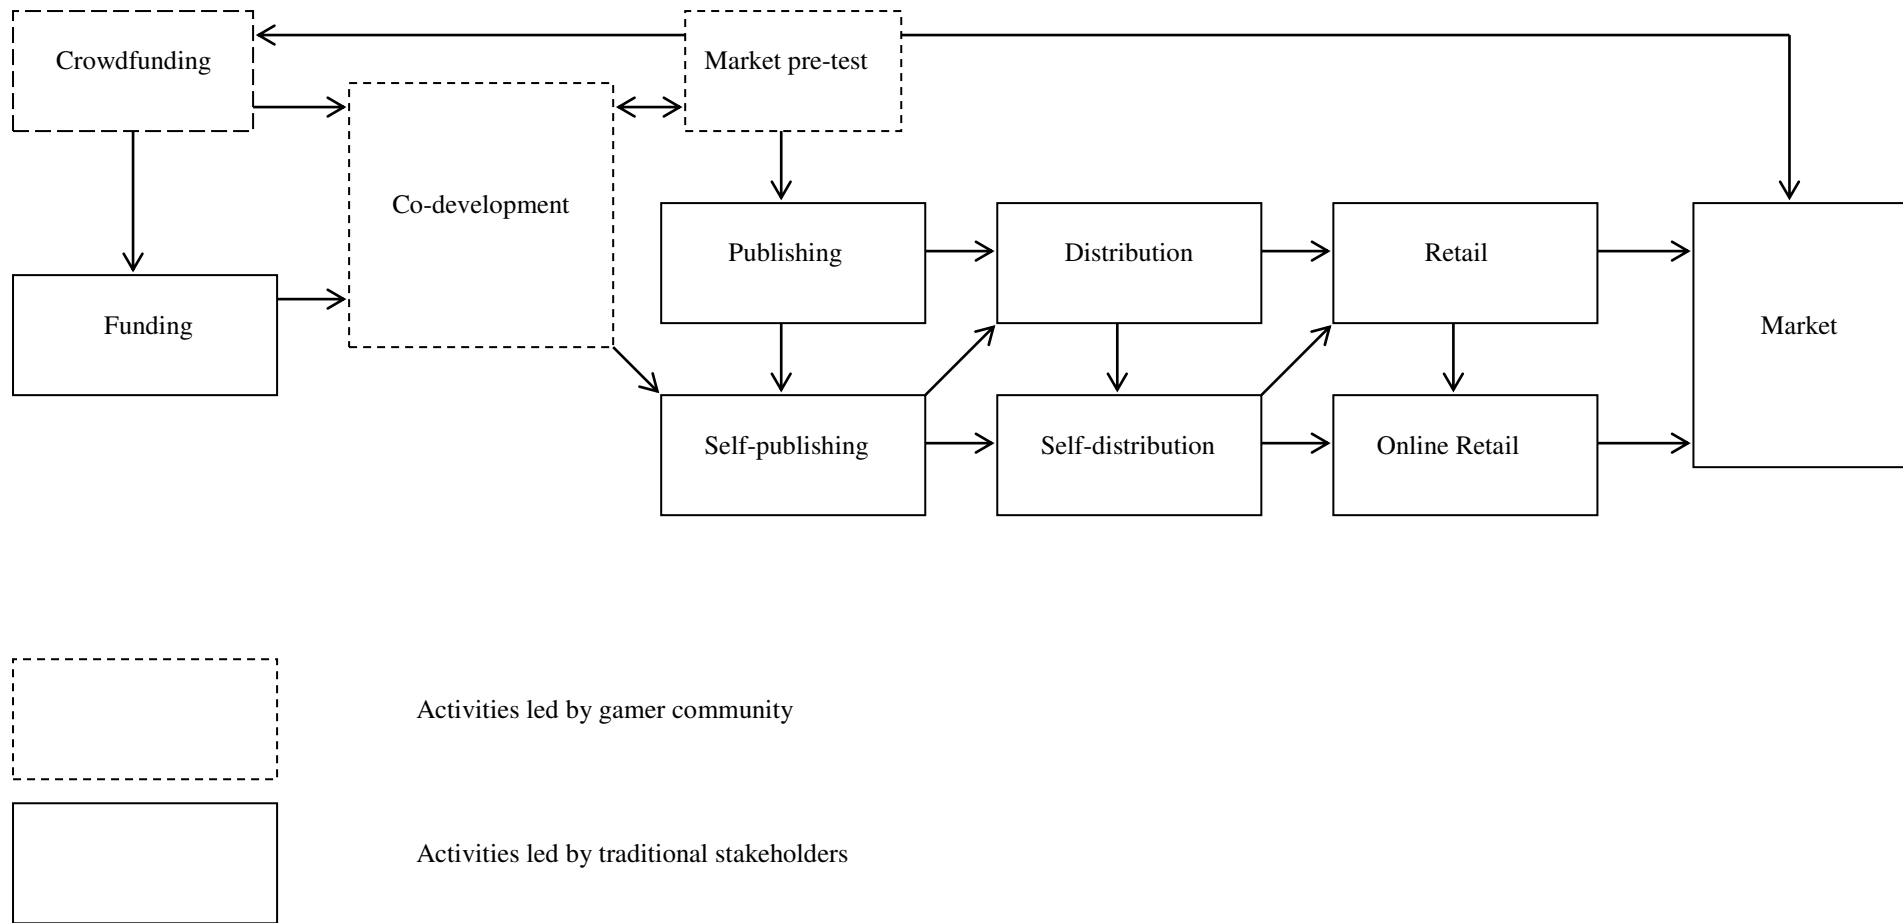 Crowdfunding
Market pre-test
Co-development
Publishing
Distribution
Retail
Funding
Market
Self-publishing
Self-distribution
Online Retail
Activities led by gamer community
Activities led by traditional stakeholders